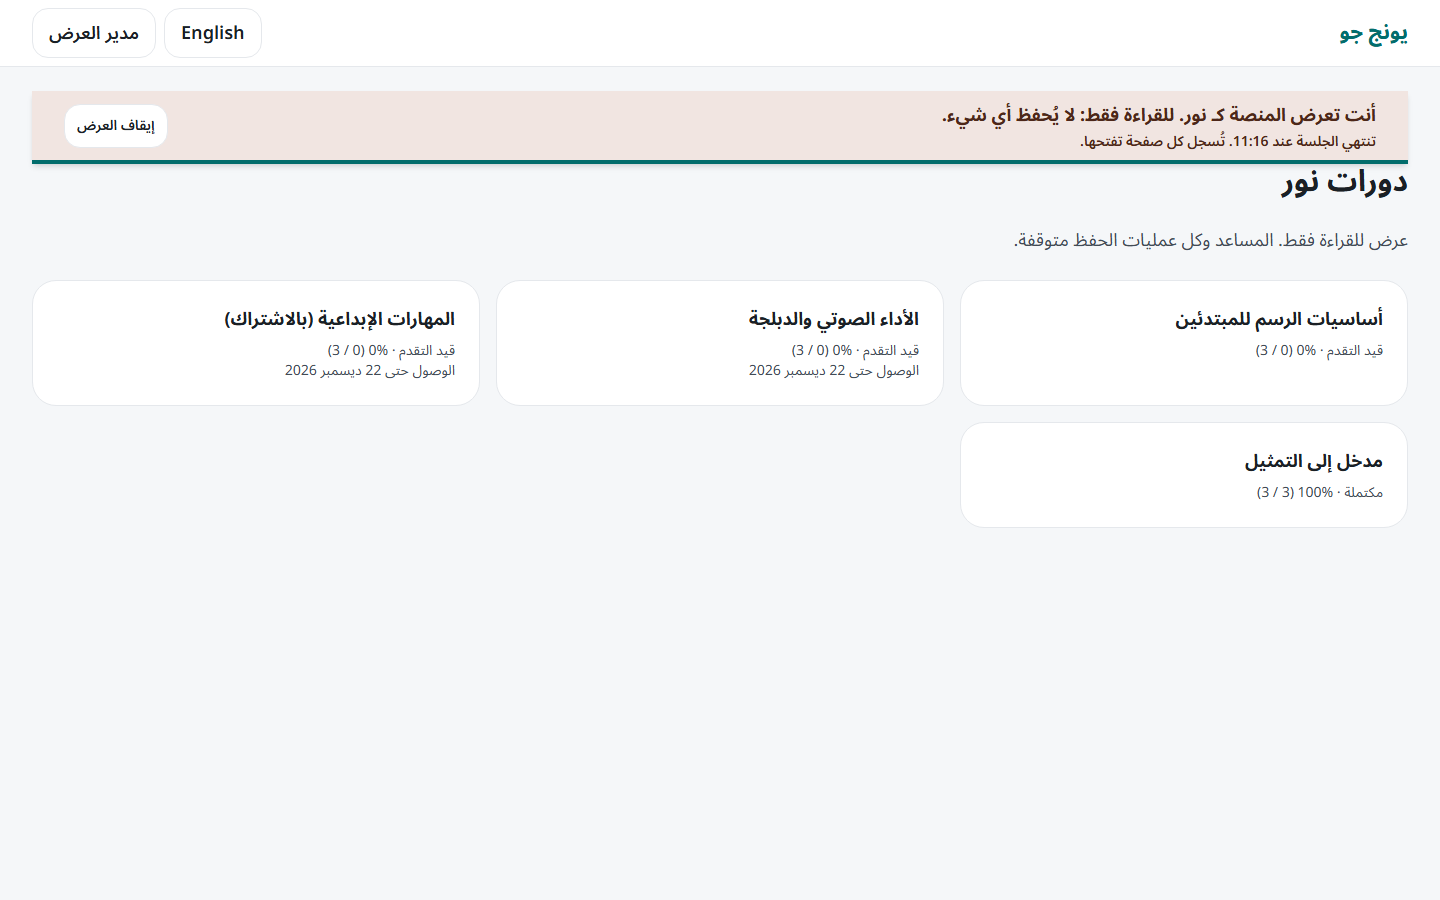 يونج جو
English
مدير العرض
أنت تعرض المنصة كـ نور. للقراءة فقط: لا يُحفظ أي شيء.
تنتهي الجلسة عند 11:16. تُسجل كل صفحة تفتحها.
إيقاف العرض
دورات نور
عرض للقراءة فقط. المساعد وكل عمليات الحفظ متوقفة.
أساسيات الرسم للمبتدئين
قيد التقدم · 0% (0 / 3)
الأداء الصوتي والدبلجة
قيد التقدم · 0% (0 / 3)
الوصول حتى 22 ديسمبر 2026
المهارات الإبداعية (بالاشتراك)
قيد التقدم · 0% (0 / 3)
الوصول حتى 22 ديسمبر 2026
مدخل إلى التمثيل
مكتملة · 100% (3 / 3)